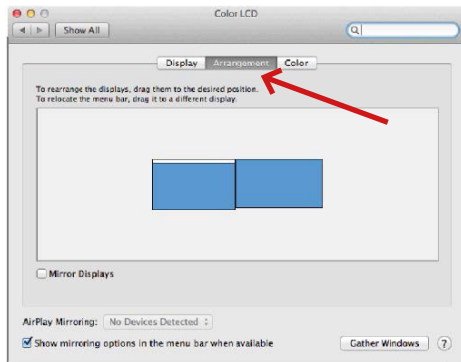 Color LCD
Show All
Display Arrangement Color
To rearrange the displays, drag them to the desired position.
To relocate the menu bar, drag it to a different display.
Mirror Displays
AirPlay Mirroring: No Devices Detected
Show mirroring options in the menu bar when available
Gather Windows ?